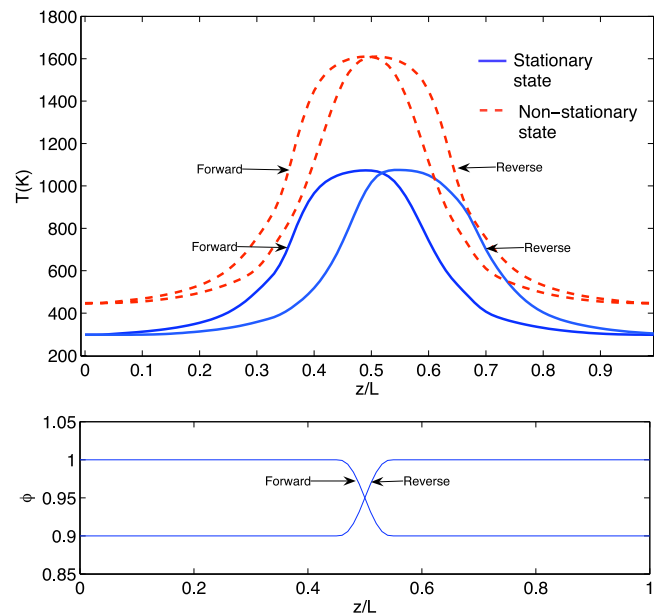 1800
1600
1400
1200
1000
800
600
400
200
T(K)
Stationary
state
Non-stationary
state
Forward
Reverse
Forward
Reverse
0 0.1 0.2 0.3 0.4 0.5 0.6 0.7 0.8 0.9
z/L
1.05
1
0.95
0.9
0.85
ϕ
Forward
Reverse
0 0.2 0.4 0.6 0.8 1
z/L